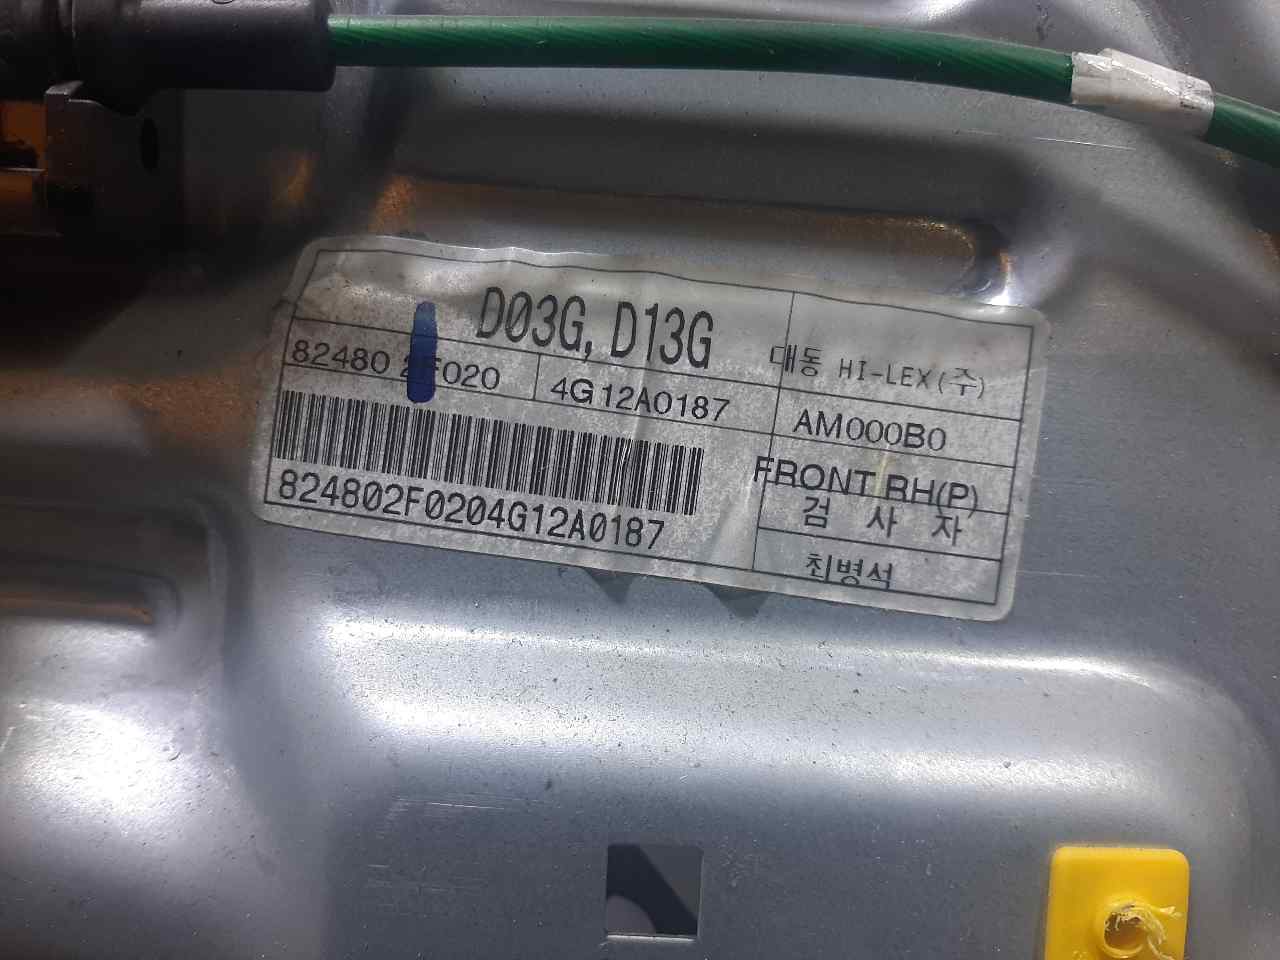 D03G, D13G
대동 HI-LEX(주)
82480 2F020
4G12A0187
AM000B0
FRONT RH(P)
824802F0204G12A0187
검 사 자
최병석